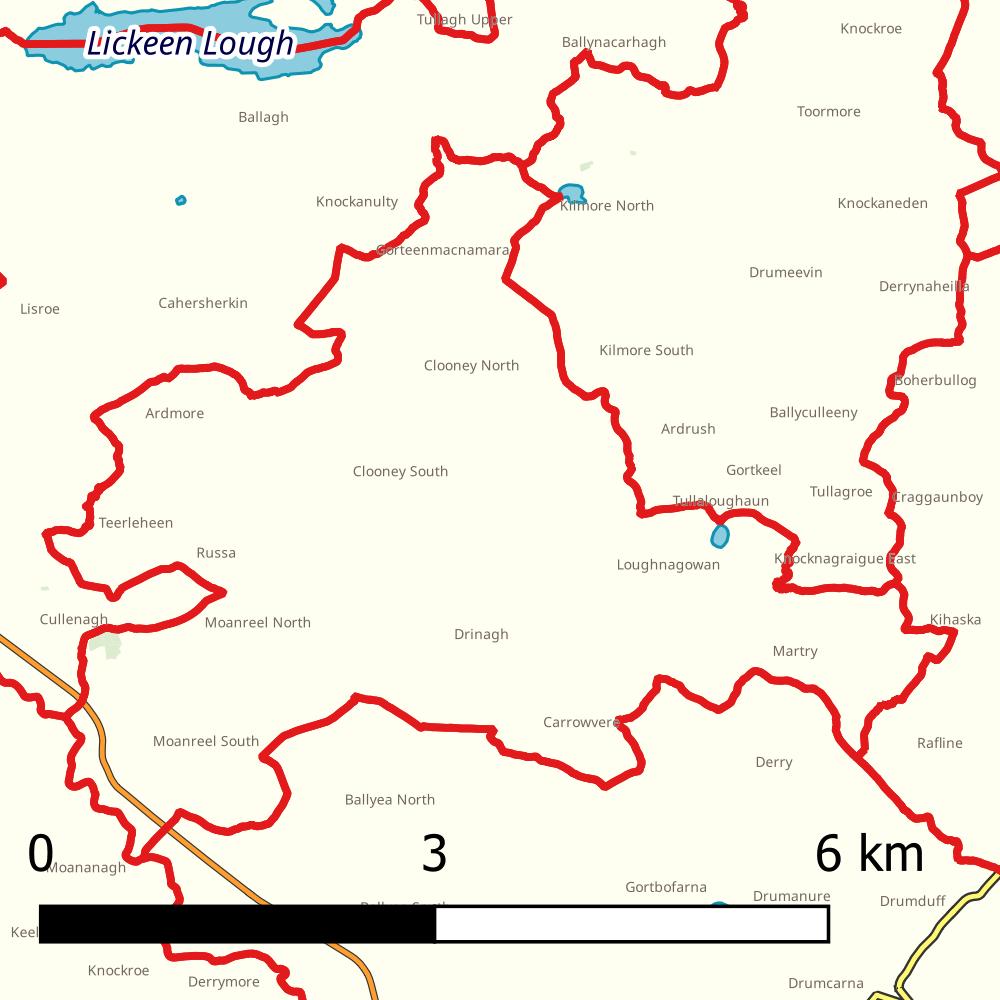 Tullagh Upper
Knockroe
Lickeen Lough
Ballynacarhagh
Ballagh
Toormore
Knockanulty
Kilmore North
Knockaneden
Gorteenmacnamara
Drumeevin
Derrynaheilla
Lisroe
Cahersherkin
Kilmore South
Clooney North
Boherbullog
Ardmore
Ballyculleeny
Ardrush
Clooney South
Gortkeel
Tullagroe
Craggaunboy
Tullaloughaun
Teerleheen
Russa
Loughnagowan
Knocknagraigue East
Cullenagh
Moanreel North
Kihaska
Drinagh
Martry
Carrowvere
Moanreel South
Rafline
Derry
Ballyea North
0 3 6 km
Moananagh
Gortbofarna
Drumanure
Drumduff
Keel
Knockroe
Derrymore
Drumcarna